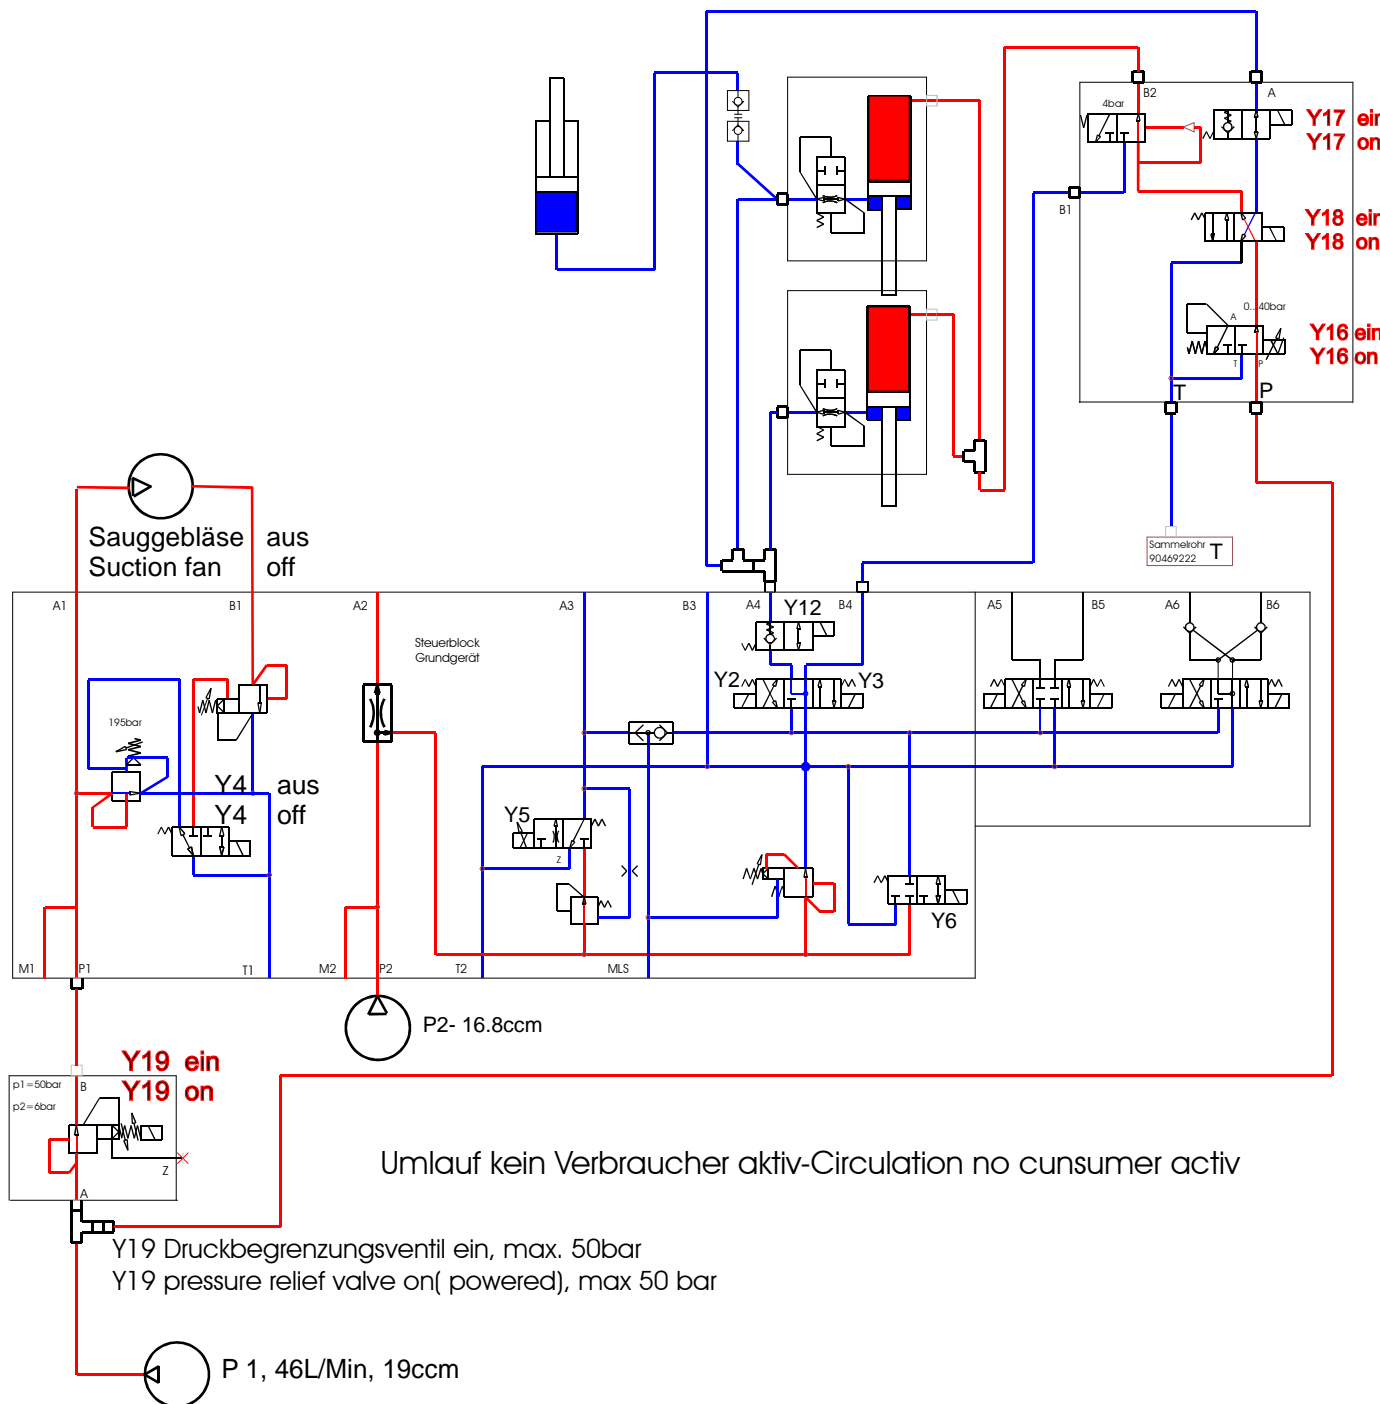 B2
A
4bar
Y17 ein
Y17 on
B1
Y18 ein
Y18 on
0...40bar
A
Y16 ein
Y16 on
T
P
T
P
Sammelrohr T
90469222
Sauggebläse aus
Suction fan off
A1
B1
A2
A3
B3
A4
Y12
B4
A5
B5
A6
B6
Steuerblock
Grundgerät
Y2
Y3
195bar
Y4 aus
Y4 off
Y5
Z
Y6
M1
P1
T1
M2
P2
T2
MLS
P2- 16.8ccm
Y19 ein
Y19 on
p1=50bar
B
p2=6bar
Z
A
Umlauf kein Verbraucher aktiv-Circulation no cunsumer activ
Y19 Druckbegrenzungsventil ein, max. 50bar
Y19 pressure relief valve on( powered), max 50 bar
P 1, 46L/Min, 19ccm